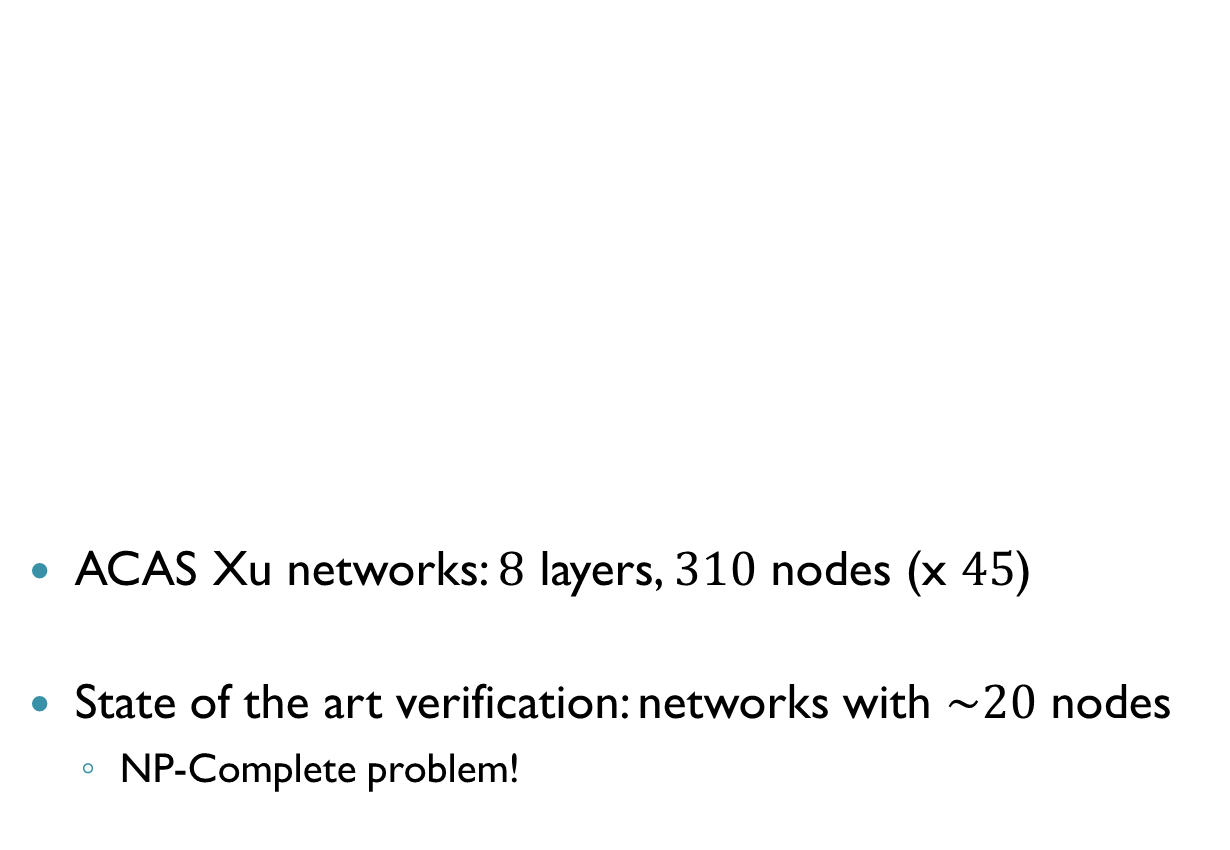 • ACAS Xu networks: 8 layers, 310 nodes (x 45)
• State of the art verification: networks with ~20 nodes
◦ NP-Complete problem!